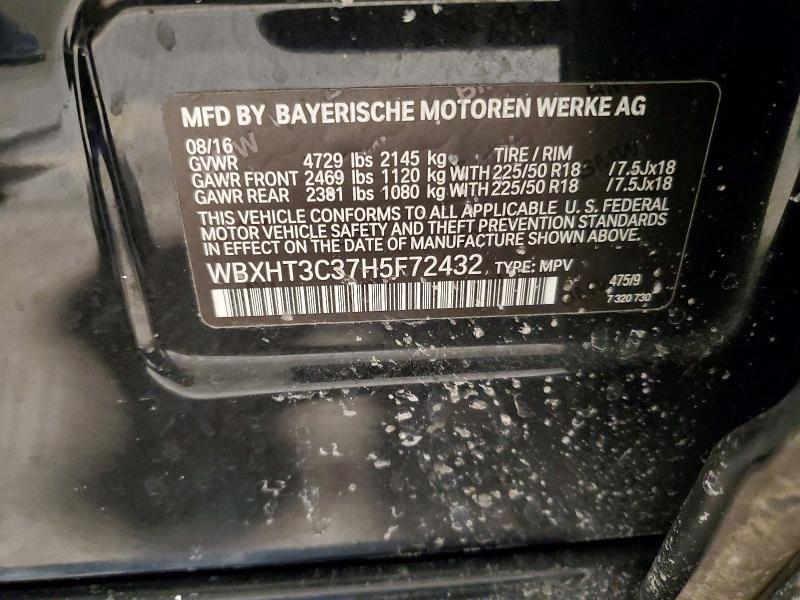 MFD BY BAYERISCHE MOTOREN WERKE AG
08/16
GVWR 4729 lbs 2145 kg TIRE / RIM
GAWR FRONT 2469 lbs 1120 kg WITH 225/50 R18 /7.5Jx18
GAWR REAR 2381 lbs 1080 kg WITH 225/50 R18 /7.5Jx18
THIS VEHICLE CONFORMS TO ALL APPLICABLE U.S. FEDERAL
MOTOR VEHICLE SAFETY AND THEFT PREVENTION STANDARDS
IN EFFECT ON THE DATE OF MANUFACTURE SHOWN ABOVE.
WBXHT3C37H5F72432 TYPE: MPV
475/9
7 320 730